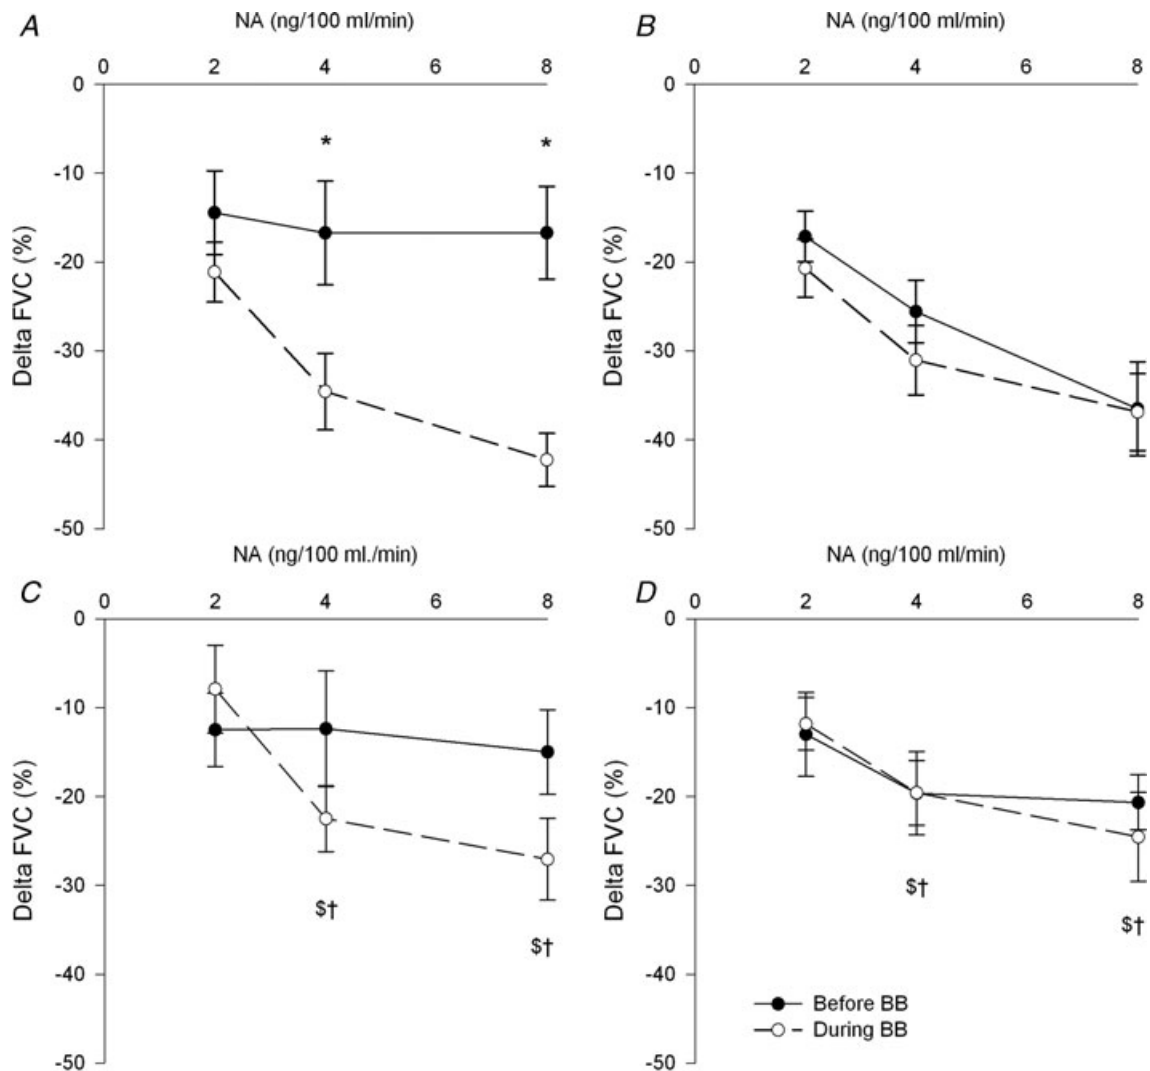 A
NA (ng/100 ml/min)
0 2 4 6 8
0
-10
-20
-30
-40
-50
Delta FVC (%)
*
*
B
NA (ng/100 ml/min)
0 2 4 6 8
0
-10
-20
-30
-40
-50
Delta FVC (%)
C
NA (ng/100 ml./min)
0 2 4 6 8
0
-10
-20
-30
-40
-50
Delta FVC (%)
$†
$†
D
NA (ng/100 ml/min)
0 2 4 6 8
0
-10
-20
-30
-40
-50
Delta FVC (%)
$†
$†
Before BB
During BB